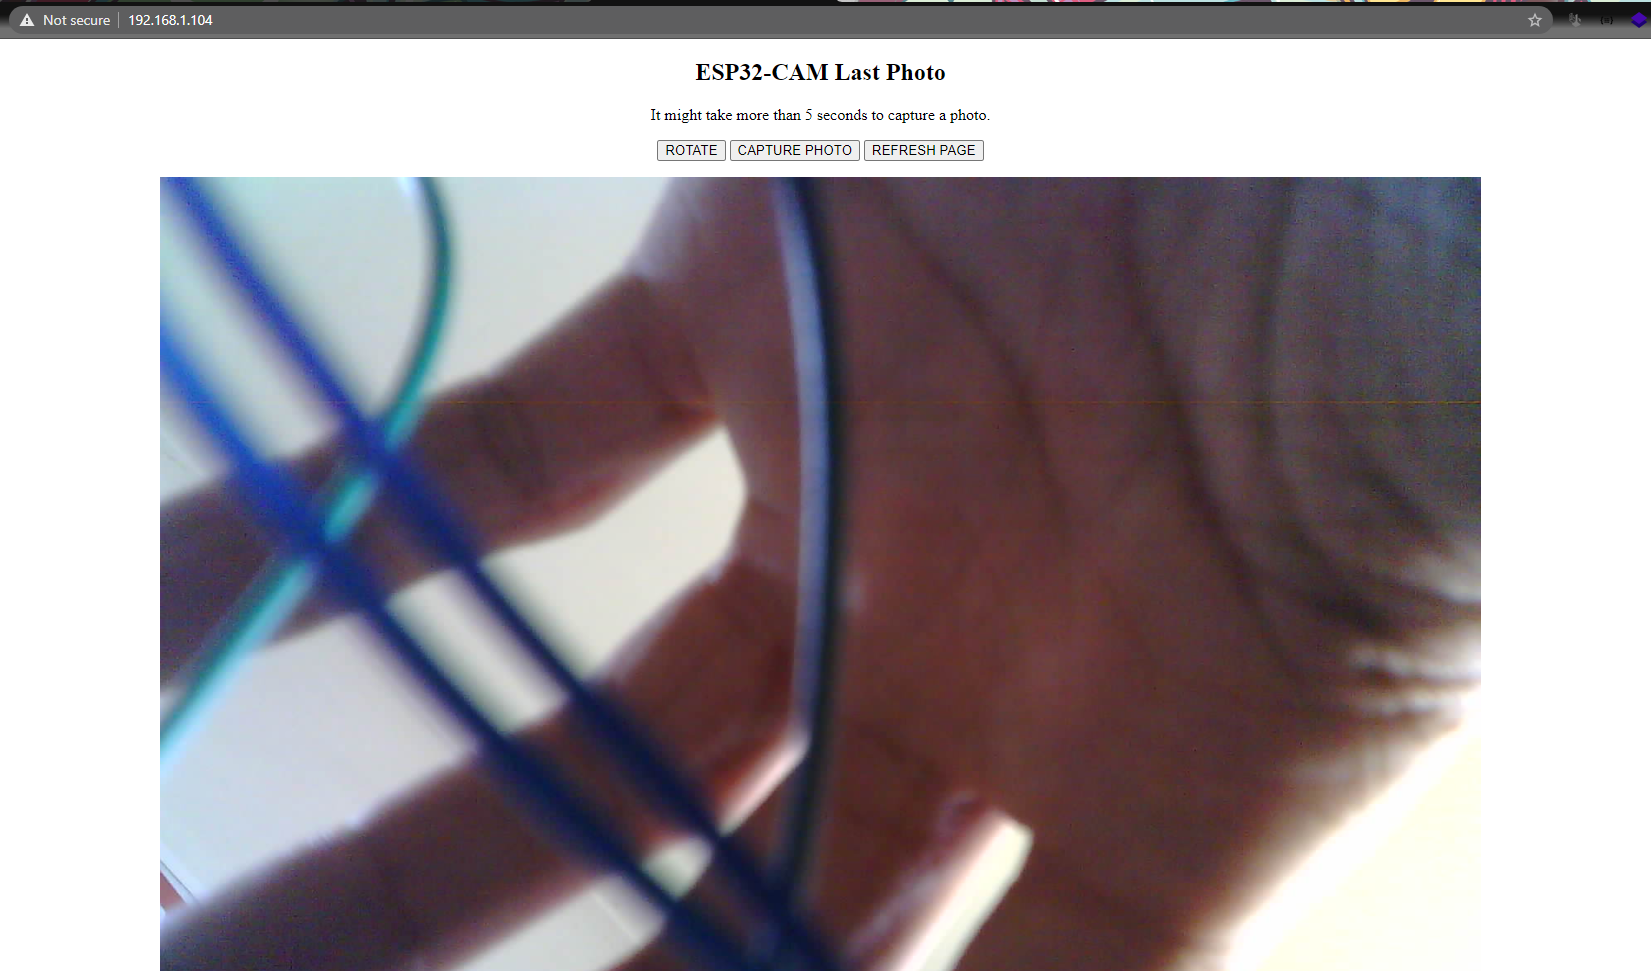 Not secure 192.168.1.104
ESP32-CAM Last Photo
It might take more than 5 seconds to capture a photo.
ROTATE CAPTURE PHOTO REFRESH PAGE